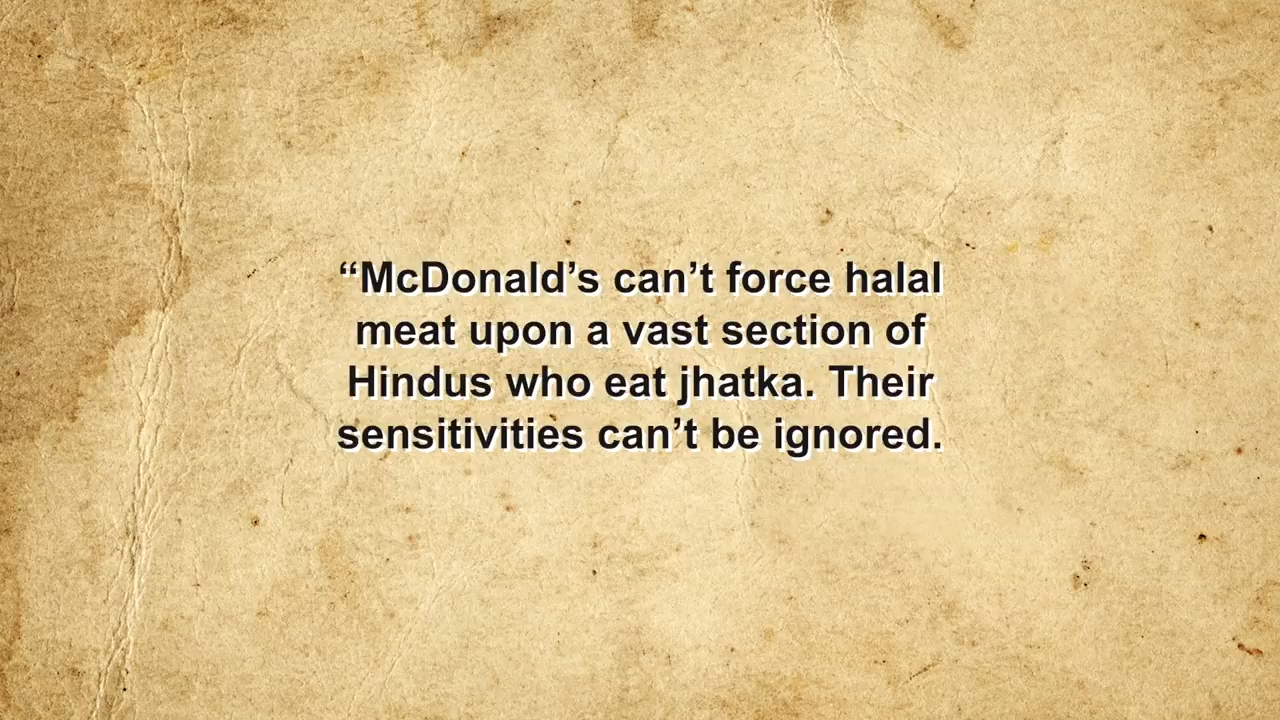 “McDonald’s can’t force halal
meat upon a vast section of
Hindus who eat jhatka. Their
sensitivities can’t be ignored.